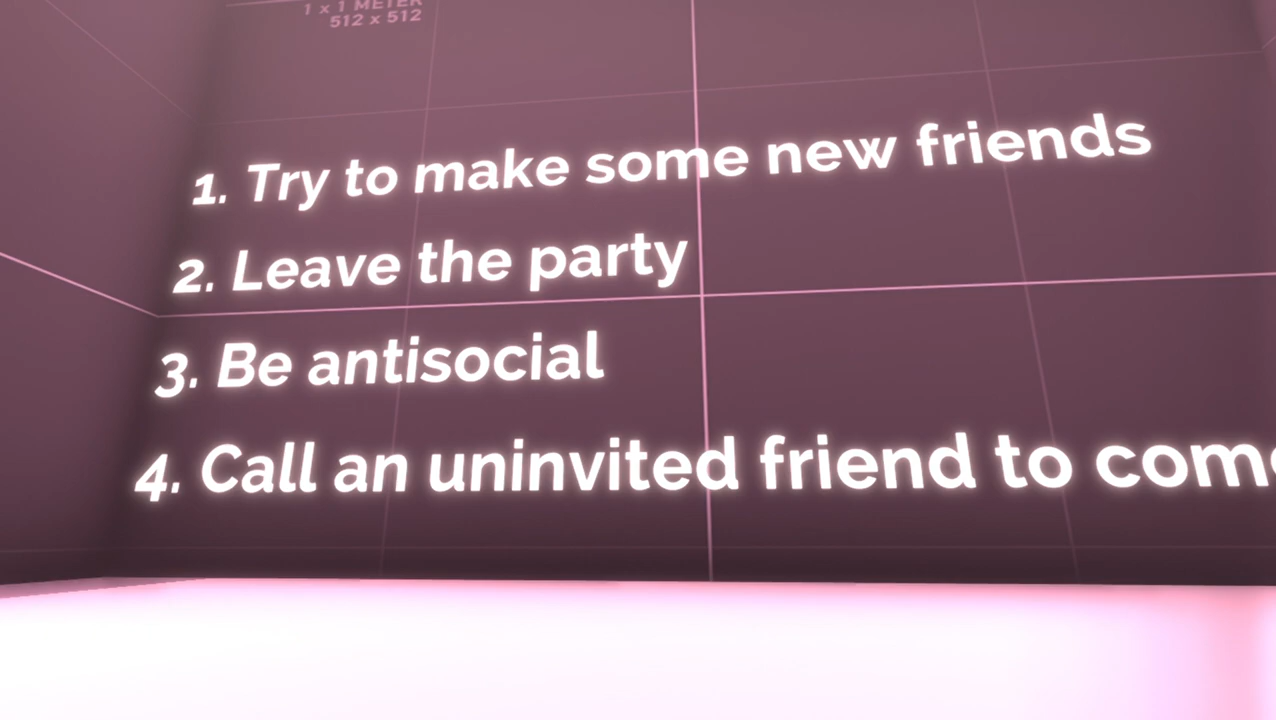 1 x 1 METER
512 x 512
1. Try to make some new friends
2. Leave the party
3. Be antisocial
4. Call an uninvited friend to